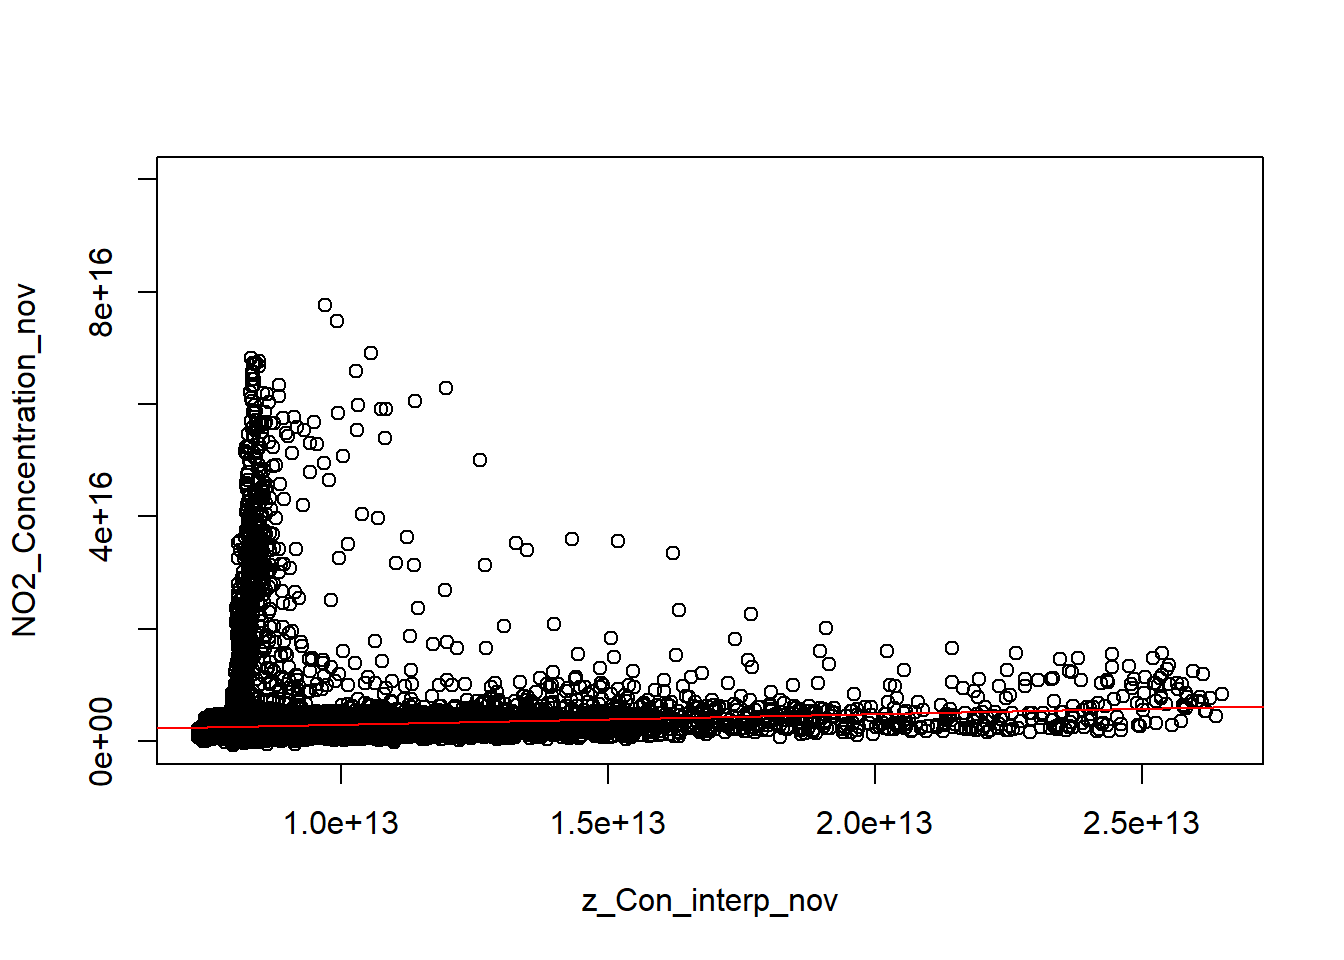 8e+16
4e+16
0e+00
NO2_Concentration_nov
1.0e+13 1.5e+13 2.0e+13 2.5e+13
z_Con_interp_nov